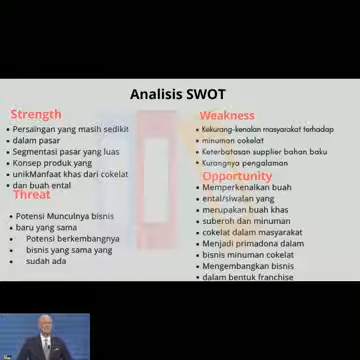 Analisis SWOT
Strength
Persaingan yang masih sedikit
dalam pasar
Segmentasi pasar yang luas
Konsep produk yang
unikManfaat khas dari cokelat
dan buah ental
Threat
Potensi Munculnya bisnis
baru yang sama
Potensi berkembangnya
bisnis yang sama yang
sudah ada
Weakness
Kekurang-kenalan masyarakat terhadap
minuman cokelat
Keterbatasan supplier bahan baku
Kurangnya pengalaman
Opportunity
Memperkenalkan buah
ental/siwalan yang
merupakan buah khas
suberoh dan minuman
cokelat dalam masyarakat
Menjadi primadona dalam
bisnis minuman cokelat
Mengembangkan bisnis
dalam bentuk franchise